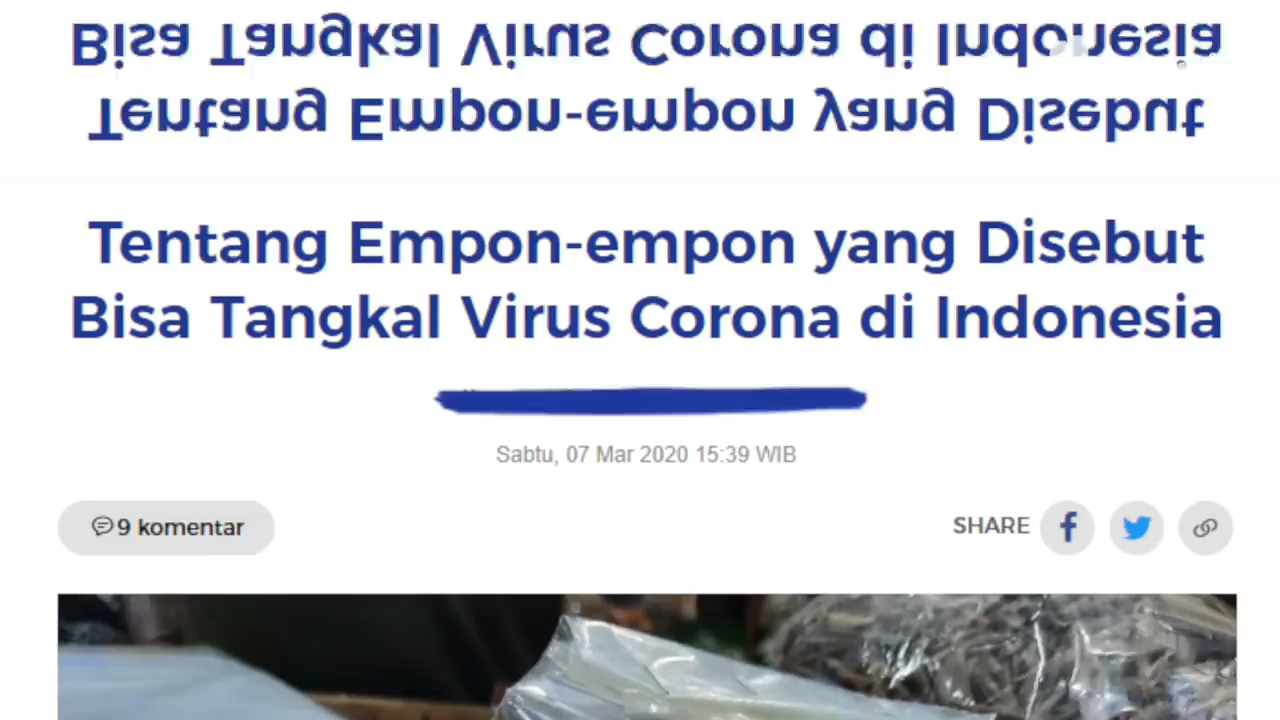 Bisa Tangkal Virus Corona di Indonesia
Tentang Empon-empon yang Disebut
Tentang Empon-empon yang Disebut
Bisa Tangkal Virus Corona di Indonesia
Sabtu, 07 Mar 2020 15:39 WIB
9 komentar
SHARE